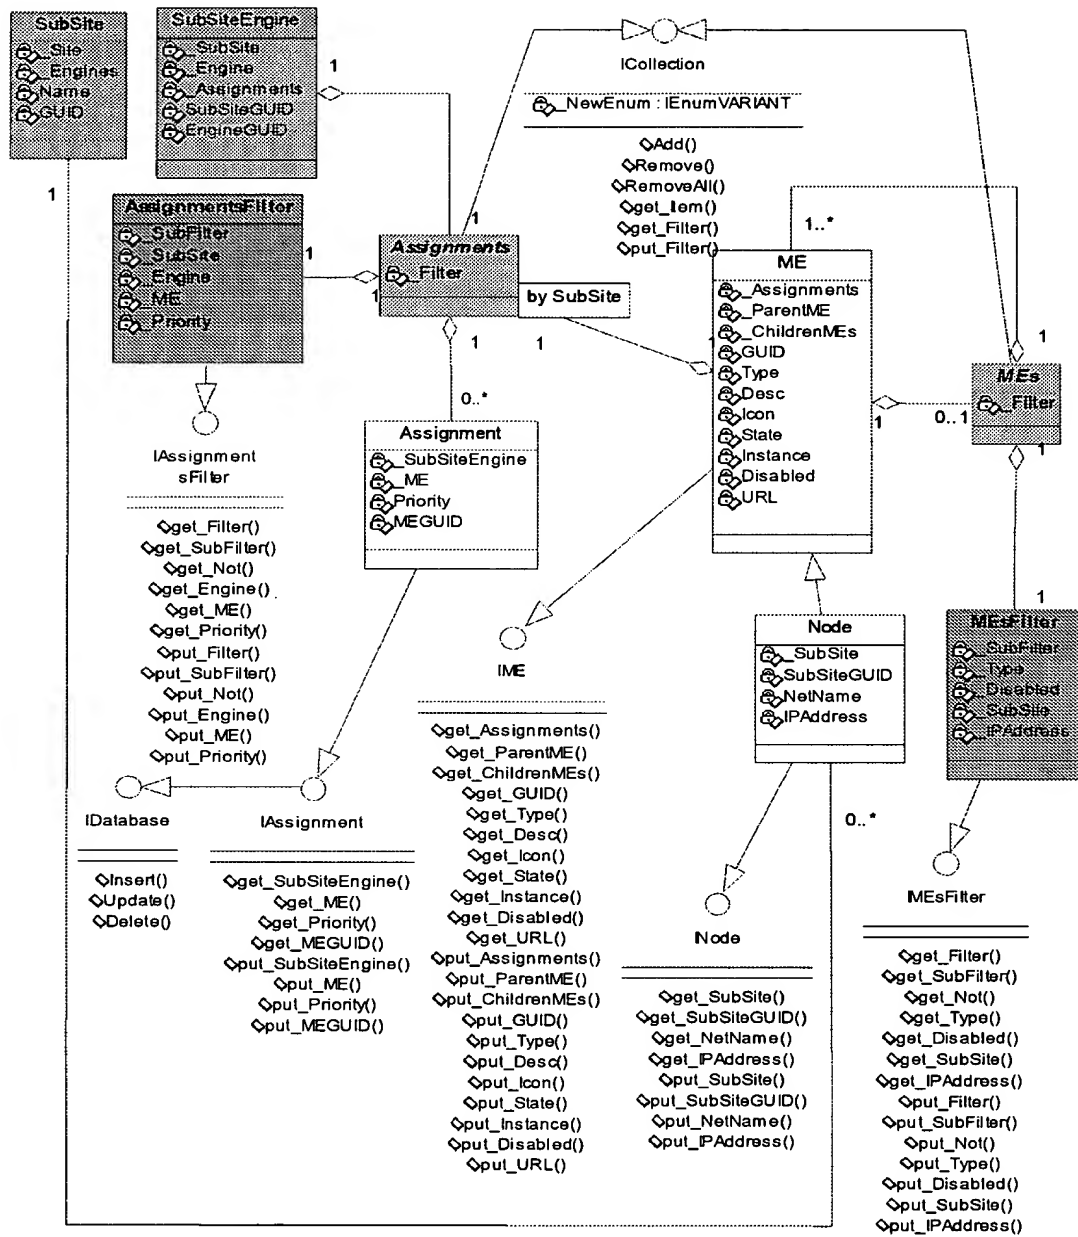 SubSite
_Site
_Engines
Name
GUID
1
SubSiteEngine
_SubSite
_Engine
_Assignments
SubSiteGUID
EngineGUID
1
ICollection
_NewEnum : IEnumVARIANT
Add()
Remove()
RemoveAll()
get_Item()
get_Filter()
put_Filter()
AssignmentsFilter
_SubFilter
_SubSite
_Engine
_ME
_Priority
1
1
Assignments
_Filter
1
by SubSite
1
1
1..*
ME
_Assignments
_ParentME
_ChildrenMEs
GUID
Type
Desc
Icon
State
Instance
Disabled
URL
1
1
1
MEs
_Filter
0..1
1
0..*
Assignment
_SubSiteEngine
_ME
Priority
MEGUID
IAssignment
sFilter
get_Filter()
get_SubFilter()
get_Not()
get_Engine()
get_ME()
get_Priority()
put_Filter()
put_SubFilter()
put_Not()
put_Engine()
put_ME()
put_Priority()
Node
_SubSite
SubSiteGUID
NetName
IPAddress
1
MEsFilter
_SubFilter
_Type
_Disabled
_SubSite
_IPAddress
IME
get_Assignments()
get_ParentME()
get_ChildrenMEs()
get_GUID()
get_Type()
get_Desc()
get_Icon()
get_State()
get_Instance()
get_Disabled()
get_URL()
put_Assignments()
put_ParentME()
put_ChildrenMEs()
put_GUID()
put_Type()
put_Desc()
put_Icon()
put_State()
put_Instance()
put_Disabled()
put_URL()
IDatabase
Insert()
Update()
Delete()
IAssignment
get_SubSiteEngine()
get_ME()
get_Priority()
get_MEGUID()
put_SubSiteEngine()
put_ME()
put_Priority()
put_MEGUID()
0..*
INode
get_SubSite()
get_SubSiteGUID()
get_NetName()
get_IPAddress()
put_SubSite()
put_SubSiteGUID()
put_NetName()
put_IPAddress()
IMEsFilter
get_Filter()
get_SubFilter()
get_Not()
get_Type()
get_Disabled()
get_SubSite()
get_IPAddress()
put_Filter()
put_SubFilter()
put_Not()
put_Type()
put_Disabled()
put_SubSite()
put_IPAddress()